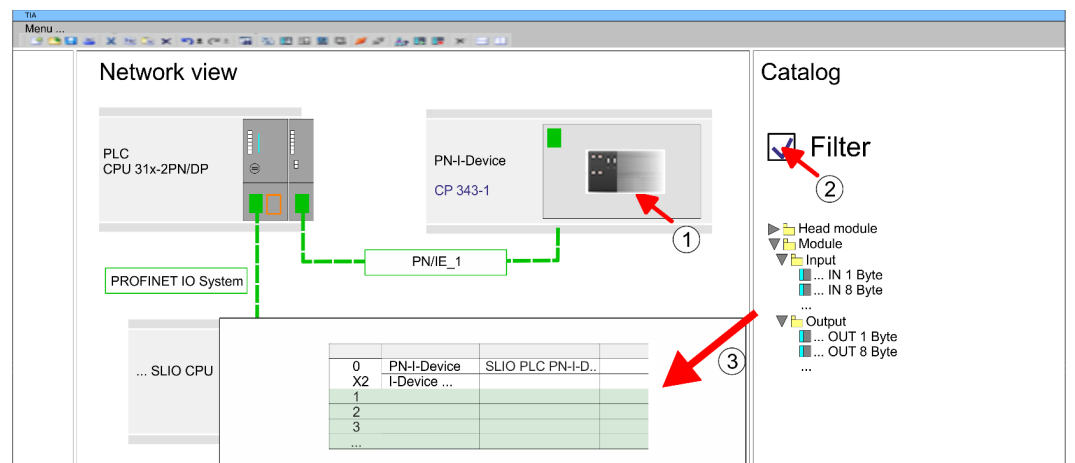 TIA
Menu ...
Network view
PLC
CPU 31x-2PN/DP
PN-I-Device
CP 343-1
1
PN/IE_1
PROFINET IO System
... SLIO CPU
0 PN-I-Device SLIO PLC PN-I-D..
X2 I-Device ...
1
2
3
...
3
Catalog
Filter
2
Head module
Module
Input
... IN 1 Byte
... IN 8 Byte
...
Output
... OUT 1 Byte
... OUT 8 Byte
...